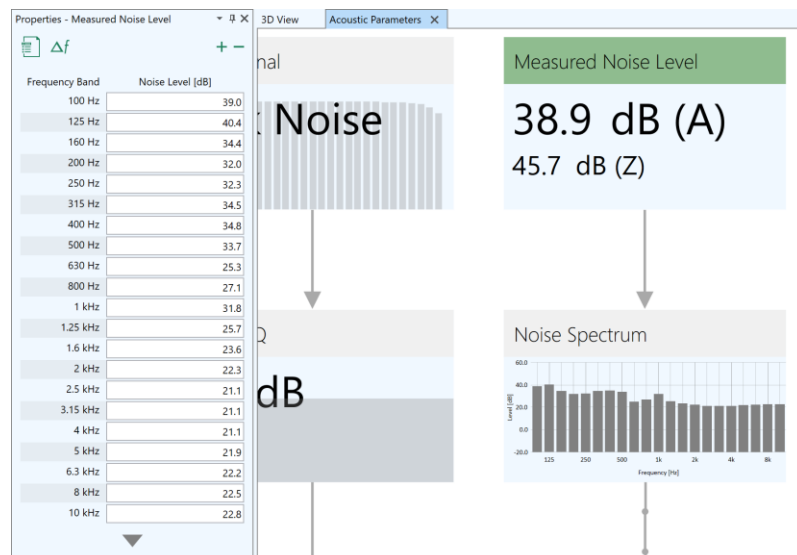 Properties - Measured Noise Level
3D View
Acoustic Parameters
Δf
Frequency Band Noise Level [dB]
100 Hz 39.0
125 Hz 40.4
160 Hz 34.4
200 Hz 32.0
250 Hz 32.3
315 Hz 34.5
400 Hz 34.8
500 Hz 33.7
630 Hz 25.3
800 Hz 27.1
1 kHz 31.8
1.25 kHz 25.7
1.6 kHz 23.6
2 kHz 22.3
2.5 kHz 21.1
3.15 kHz 21.1
4 kHz 21.1
5 kHz 21.9
6.3 kHz 22.2
8 kHz 22.5
10 kHz 22.8
nal
Noise
Q
dB
Measured Noise Level
38.9 dB (A)
45.7 dB (Z)
Noise Spectrum
Level [dB]
60.0
40.0
20.0
0.0
-20.0
125 250 500 1k 2k 4k 8k
Frequency [Hz]